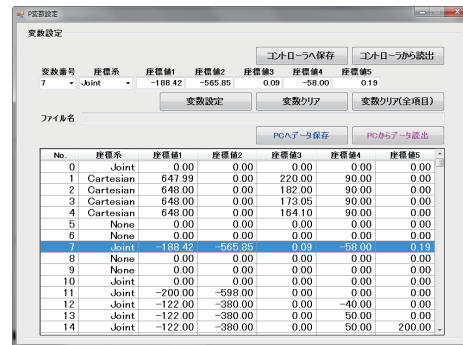 P変数設定
変数設定
コントローラへ保存 コントローラから読出
変数番号 座標系 座標値1 座標値2 座標値3 座標値4 座標値5
7 Joint -188.42 -565.85 0.09 -58.00 0.19
変数設定 変数クリア 変数クリア(全項目)
ファイル名
PCへデータ保存 PCからデータ読出
No. 座標系 座標値1 座標値2 座標値3 座標値4 座標値5
0 Joint 0.00 0.00 0.00 0.00 0.00
1 Cartesian 647.99 0.00 220.00 90.00 0.00
2 Cartesian 648.00 0.00 182.00 90.00 0.00
3 Cartesian 648.00 0.00 173.05 90.00 0.00
4 Cartesian 648.00 0.00 164.10 90.00 0.00
5 None 0.00 0.00 0.00 0.00 0.00
6 None 0.00 0.00 0.00 0.00 0.00
7 Joint -188.42 -565.85 0.09 -58.00 0.19
8 None 0.00 0.00 0.00 0.00 0.00
9 None 0.00 0.00 0.00 0.00 0.00
10 Joint 0.00 0.00 0.00 0.00 0.00
11 Joint -200.00 -598.00 0.00 0.00 0.00
12 Joint -122.00 -380.00 0.00 -40.00 0.00
13 Joint -122.00 -380.00 0.00 50.00 0.00
14 Joint -122.00 -380.00 0.00 50.00 200.00